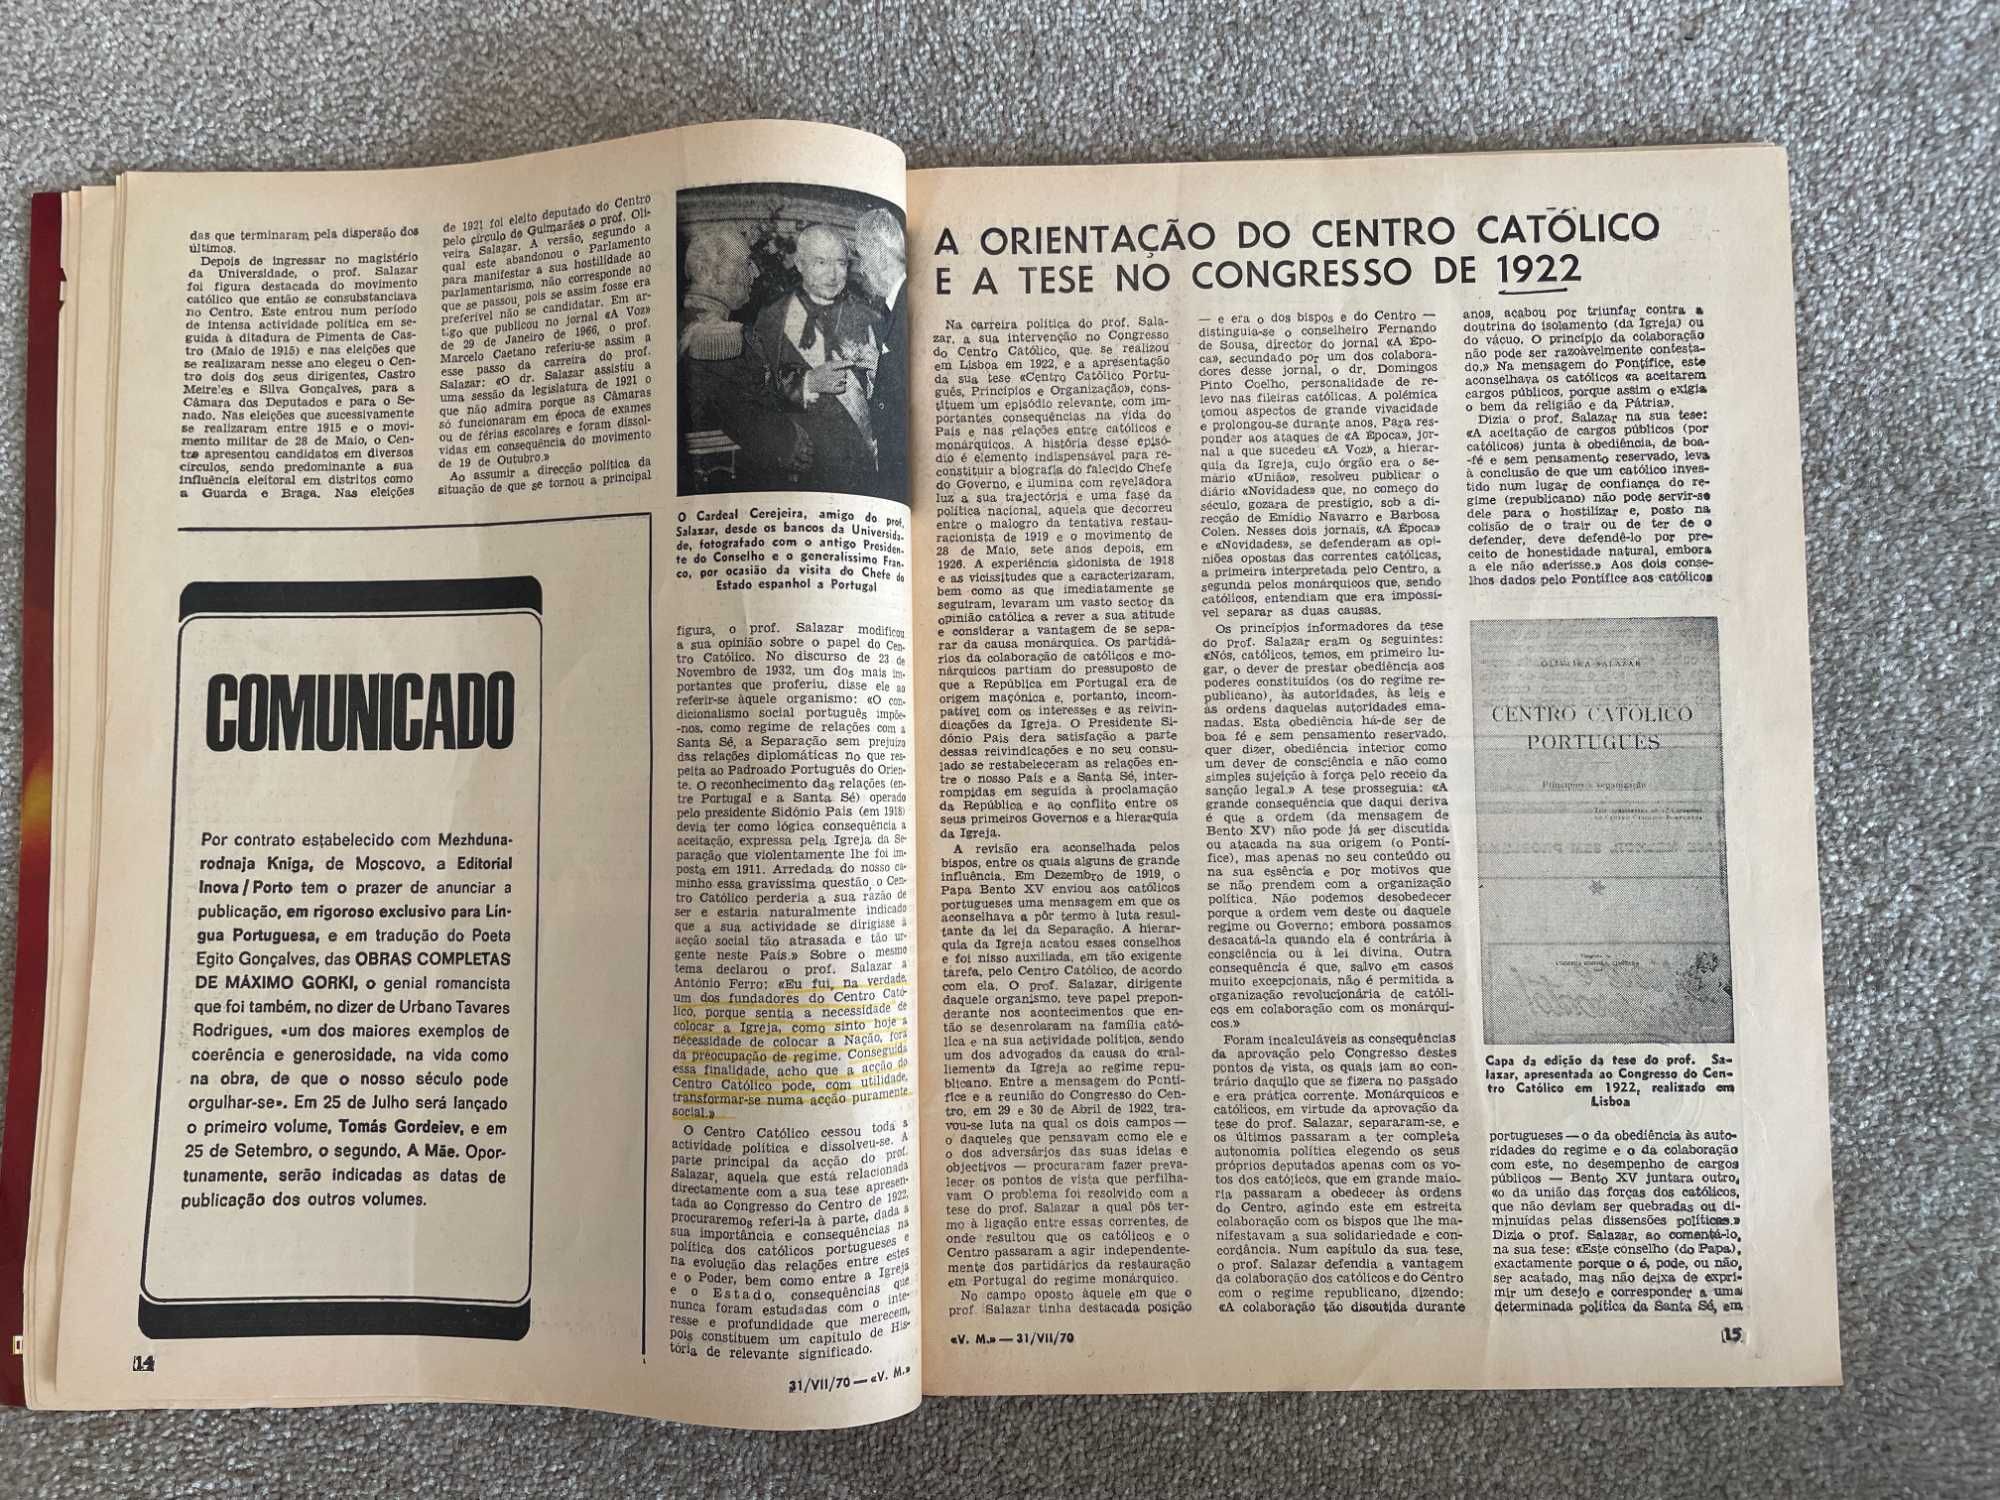 das que terminaram pela dispersão dos
últimos.
Depois de ingressar no magistério
da Universidade, o prof. Salazar
foi figura destacada do movimento
católico que então se consubstanciava
no Centro. Este entrou num período
de intensa actividade política em se-
guida à ditadura de Pimenta de Cas-
tro (Maio de 1915) e nas eleições que
se realizaram nesse ano elegeu o Cen-
tro dois dos seus dirigentes, Castro
Meireles e Silva Gonçalves, para a
Câmara dos Deputados e para o Se-
nado. Nas eleições que sucessivamente
se realizaram entre 1915 e o movi-
mento militar de 28 de Maio, o Cen-
tro apresentou candidatos em diversos
círculos, sendo predominante a sua
influência eleitoral em distritos como
a Guarda e Braga. Nas eleições
de 1921 foi eleito deputado do Centro
pelo círculo de Guimarães o prof. Oli-
veira Salazar. A versão, segundo a
qual este abandonou o Parlamento
para manifestar a sua hostilidade ao
parlamentarismo, não corresponde ao
que se passou, pois se assim fosse era
preferível não se candidatar. Em ar-
tigo que publicou no jornal «A Voz»
de 29 de Janeiro de 1966, o prof.
Marcelo Caetano referiu-se assim a
esse passo da carreira do prof.
Salazar: «O dr. Salazar assistiu a
uma sessão da legislatura de 1921 o
que não admira porque as Câmaras
só funcionaram em época de exames
ou de férias escolares e foram dissol-
vidas em consequência do movimento
de 19 de Outubro.»
Ao assumir a direcção política da
situação de que se tornou a principal
O Cardeal Cerejeira, amigo do prof.
Salazar, desde os bancos da Universida-
de, fotografado com o antigo Presiden-
te do Conselho e o generalíssimo Fran-
co, por ocasião da visita do Chefe do
Estado espanhol a Portugal
figura, o prof. Salazar modificou
a sua opinião sobre o papel do Cen-
tro Católico. No discurso de 23 de
Novembro de 1932, um dos mais im-
portantes que proferiu, disse ele ao
referir-se àquele organismo: «O con-
dicionalismo social português impõe-
-nos, como regime de relações com a
Santa Sé, a Separação sem prejuízo
das relações diplomáticas no que res-
peita ao Padroado Português do Orien-
te. O reconhecimento das relações (en-
tre Portugal e a Santa Sé) operado
pelo presidente Sidónio Pais (em 1918)
devia ter como lógica consequência a
aceitação, expressa pela Igreja da Se-
paração que violentamente lhe foi im-
posta em 1911. Arredada do nosso ca-
minho essa gravíssima questão, o Cen-
tro Católico perderia a sua razão de
ser e estaria naturalmente indicado
que a sua actividade se dirigisse à
acção social tão atrasada e tão ur-
gente neste País.» Sobre o mesmo
tema declarou o prof. Salazar a
António Ferro: «Eu fui, na verdade,
um dos fundadores do Centro Cató-
lico, porque sentia a necessidade de
colocar a Igreja, como sinto hoje a
necessidade de colocar a Nação, fora
da preocupação de regime. Conseguida
essa finalidade, acho que a acção do
Centro Católico pode, com utilidade,
transformar-se numa acção puramente
social.»
O Centro Católico cessou toda a
actividade política e dissolveu-se. A
parte principal da acção do prof.
Salazar, aquela que está relacionada
directamente com a sua tese apresen-
tada ao Congresso do Centro de 1922,
procuraremos referi-la à parte, dada a
sua importância e consequências na
política dos católicos portugueses e
na evolução das relações entre estes
e o Poder, bem como entre a Igreja
e o Estado, consequências que
nunca foram estudadas com o inte-
resse e profundidade que merecem,
pois constituem um capítulo de His-
tória de relevante significado.
COMUNICADO
Por contrato estabelecido com Mezhduna-
rodnaja Kniga, de Moscovo, a Editorial
Inova/Porto tem o prazer de anunciar a
publicação, em rigoroso exclusivo para Lín-
gua Portuguesa, e em tradução do Poeta
Egito Gonçalves, das OBRAS COMPLETAS
DE MÁXIMO GORKI, o genial romancista
que foi também, no dizer de Urbano Tavares
Rodrigues, «um dos maiores exemplos de
coerência e generosidade, na vida como
na obra, de que o nosso século pode
orgulhar-se». Em 25 de Julho será lançado
o primeiro volume, Tomás Gordeiev, e em
25 de Setembro, o segundo, A Mãe. Opor-
tunamente, serão indicadas as datas de
publicação dos outros volumes.
14
31/VII/70 — «V. M.»
A ORIENTAÇÃO DO CENTRO CATÓLICO
E A TESE NO CONGRESSO DE 1922
Na carreira política do prof. Sala-
zar, a sua intervenção no Congresso
do Centro Católico, que se realizou
em Lisboa em 1922, e a apresentação
da sua tese «Centro Católico Portu-
guês, Princípios e Organização», cons-
tituem um episódio relevante, com im-
portantes consequências na vida do
País e nas relações entre católicos e
monárquicos. A história desse episó-
dio é elemento indispensável para re-
constituir a biografia do falecido Chefe
do Governo, e ilumina com reveladora
luz a sua trajectória e uma fase da
política nacional, aquela que decorreu
entre o malogro da tentativa restau-
racionista de 1919 e o movimento de
28 de Maio, sete anos depois, em
1926. A experiência sidonista de 1918
e as vicissitudes que a caracterizaram,
bem como as que imediatamente se
seguiram, levaram um vasto sector da
opinião católica a rever a sua atitude
e considerar a vantagem de se sepa-
rar da causa monárquica. Os partidá-
rios da colaboração de católicos e mo-
nárquicos partiam do pressuposto de
que a República em Portugal era de
origem maçónica e, portanto, incom-
patível com os interesses e as reivin-
dicações da Igreja. O Presidente Si-
dónio Pais dera satisfação a parte
dessas reivindicações e no seu consu-
lado se restabeleceram as relações en-
tre o nosso País e a Santa Sé, inter-
rompidas em seguida à proclamação
da República e ao conflito entre os
seus primeiros Governos e a hierarquia
da Igreja.
A revisão era aconselhada pelos
bispos, entre os quais alguns de grande
influência. Em Dezembro de 1919, o
Papa Bento XV enviou aos católicos
portugueses uma mensagem em que os
aconselhava a pôr termo à luta resul-
tante da lei da Separação. A hierar-
quia da Igreja acatou esses conselhos
e foi nisso auxiliada, em tão exigente
tarefa, pelo Centro Católico, de acordo
com ela. O prof. Salazar, dirigente
daquele organismo, teve papel prepon-
derante nos acontecimentos que en-
tão se desenrolaram na família cató-
lica e na sua actividade política, sendo
um dos advogados da causa do «ral-
liement» da Igreja ao regime repu-
blicano. Entre a mensagem do Pontí-
fice e a reunião do Congresso do Cen-
tro, em 29 e 30 de Abril de 1922, tra-
vou-se luta na qual os dois campos —
o daqueles que pensavam como ele e
o dos adversários das suas ideias e
objectivos — procuraram fazer preva-
lecer os pontos de vista que perfilha-
vam O problema foi resolvido com a
tese do prof. Salazar a qual pôs ter-
mo à ligação entre essas correntes, de
onde resultou que os católicos e o
Centro passaram a agir independente-
mente dos partidários da restauração
em Portugal do regime monárquico.
No campo oposto àquele em que o
prof. Salazar tinha destacada posição
— e era o dos bispos e do Centro —
distinguia-se o conselheiro Fernando
de Sousa, director do jornal «A Épo-
ca», secundado por um dos colabora-
dores desse jornal, o dr. Domingos
Pinto Coelho, personalidade de re-
levo nas fileiras católicas. A polémica
tomou aspectos de grande vivacidade
e prolongou-se durante anos. Para res-
ponder aos ataques de «A Época», jor-
nal a que sucedeu «A Voz», a hierar-
quia da Igreja, cujo órgão era o se-
mário «União», resolveu publicar o
diário «Novidades» que, no começo do
século, gozara de prestígio, sob a di-
recção de Emídio Navarro e Barbosa
Colen. Nesses dois jornais, «A Época»
e «Novidades», se defenderam as opi-
niões opostas das correntes católicas,
a primeira interpretada pelo Centro, a
segunda pelos monárquicos que, sendo
católicos, entendiam que era impossí-
vel separar as duas causas.
Os princípios informadores da tese
do Prof. Salazar eram os seguintes:
«Nós, católicos, temos, em primeiro lu-
gar, o dever de prestar obediência aos
poderes constituídos (os do regime re-
publicano), às autoridades, às leis e
às ordens daquelas autoridades ema-
nadas. Esta obediência há-de ser de
boa fé e sem pensamento reservado,
quer dizer, obediência interior como
um dever de consciência e não como
simples sujeição à força pelo receio da
sanção legal.» A tese prosseguia: «A
grande consequência que daqui deriva
é que a ordem (da mensagem de
Bento XV) não pode já ser discutida
ou atacada na sua origem (o Pontí-
fice), mas apenas no seu conteúdo ou
na sua essência e por motivos que
se não prendem com a organização
política. Não podemos desobedecer
porque a ordem vem deste ou daquele
regime ou Governo; embora possamos
desacatá-la quando ela é contrária à
consciência ou à lei divina. Outra
consequência é que, salvo em casos
muito excepcionais, não é permitida a
organização revolucionária de católi-
cos em colaboração com os monárqui-
cos.»
Foram incalculáveis as consequências
da aprovação pelo Congresso destes
pontos de vista, os quais iam ao con-
trário daquilo que se fizera no passado
e era prática corrente. Monárquicos e
católicos, em virtude da aprovação da
tese do prof. Salazar, separaram-se, e
os últimos passaram a ter completa
autonomia política elegendo os seus
próprios deputados apenas com os vo-
tos dos católicos, que em grande maio-
ria passaram a obedecer às ordens
do Centro, agindo este em estreita
colaboração com os bispos que lhe ma-
nifestavam a sua solidariedade e con-
cordância. Num capítulo da sua tese,
o prof. Salazar defendia a vantagem
da colaboração dos católicos e do Centro
com o regime republicano, dizendo:
«A colaboração tão discutida durante
anos, acabou por triunfar contra a
doutrina do isolamento (da Igreja) ou
do vácuo. O princípio da colaboração
não pode ser razoàvelmente contesta-
do.» Na mensagem do Pontífice, este
aconselhava os católicos «a aceitarem
cargos públicos, porque assim o exigia
o bem da religião e da Pátria».
Dizia o prof. Salazar na sua tese:
«A aceitação de cargos públicos (por
católicos) junta à obediência, de boa-
-fé e sem pensamento reservado, leva
à conclusão de que um católico inves-
tido num lugar de confiança do re-
gime (republicano) não pode servir-se
dele para o hostilizar e, posto na
colisão de o trair ou de ter de o
defender, deve defendê-lo por pre-
ceito de honestidade natural, embora
a ele não aderisse.» Aos dois conse-
lhos dados pelo Pontífice aos católicos
OLIVEIRA SALAZAR
CENTRO CATÓLICO
PORTUGUÊS
Princípios e organização
Capa da edição da tese do prof. Sa-
lazar, apresentada ao Congresso do Cen-
tro Católico em 1922, realizado em
Lisboa
portugueses — o da obediência às auto-
ridades do regime e o da colaboração
com este, no desempenho de cargos
públicos — Bento XV juntara outro,
«o da união das forças dos católicos,
que não deviam ser quebradas ou di-
minuídas pelas dissensões políticas.»
Dizia o prof. Salazar, ao comentá-lo,
na sua tese: «Este conselho (do Papa),
exactamente porque o é, pode, ou não,
ser acatado, mas não deixa de expri-
mir um desejo e corresponder a uma
determinada política da Santa Sé, em
«V. M.» — 31/VII/70
15